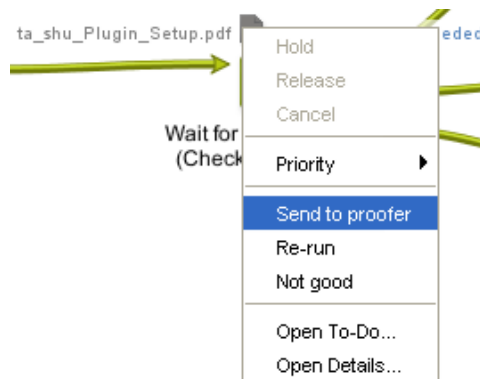 ta_shu_Plugin_Setup.pdf
Hold
Release
Cancel
Wait for
(Check
Priority
Send to proofer
Re-run
Not good
Open To-Do...
Open Details...